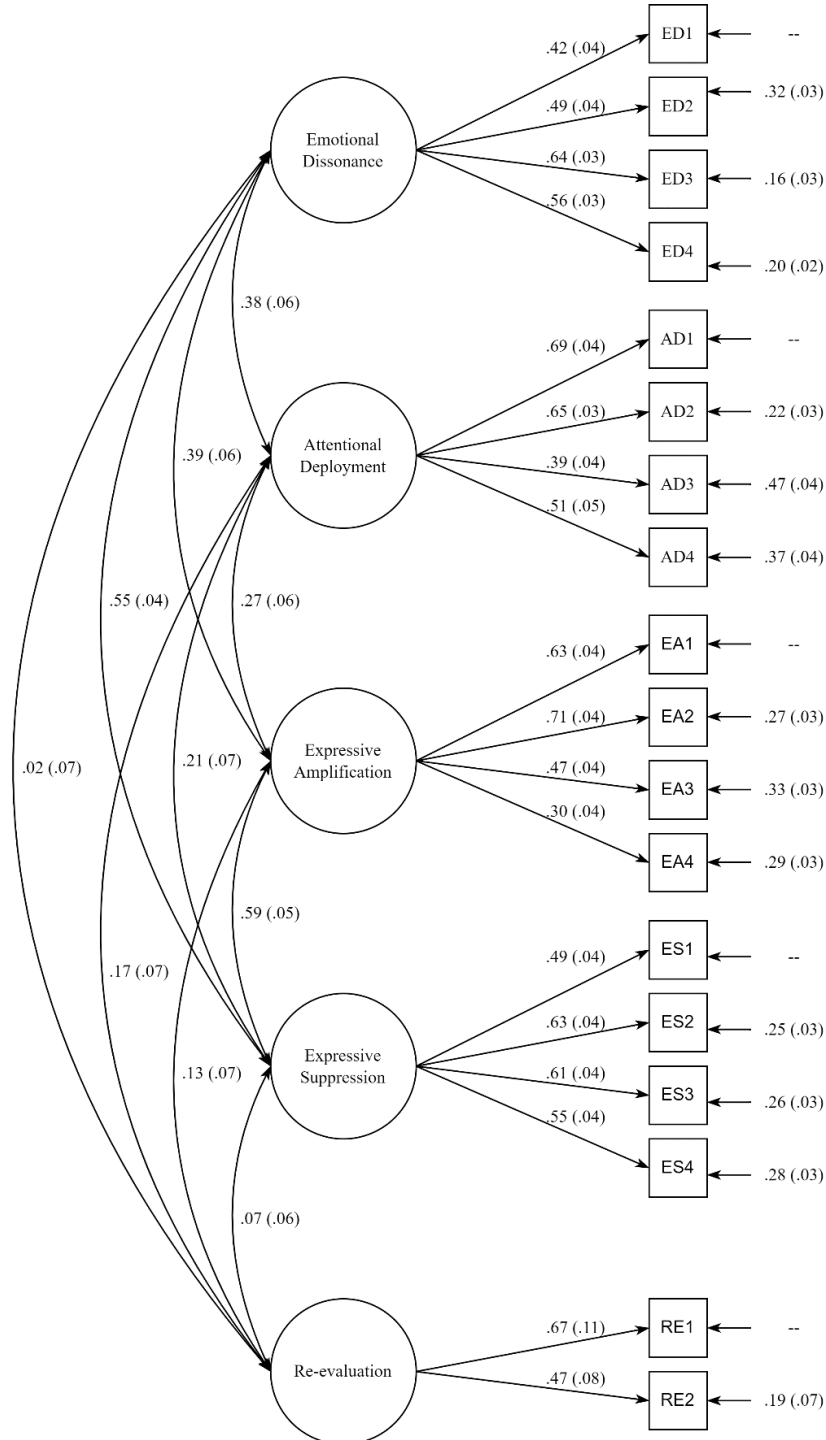 ED1
--
.42 (.04)
ED2
.32 (.03)
.49 (.04)
Emotional
Dissonance
.64 (.03)
ED3
.16 (.03)
.56 (.03)
ED4
.20 (.02)
.38 (.06)
AD1
--
.69 (.04)
AD2
.22 (.03)
.65 (.03)
.39 (.06)
Attentional
Deployment
.39 (.04)
AD3
.47 (.04)
.51 (.05)
AD4
.37 (.04)
.55 (.04)
.27 (.06)
EA1
--
.63 (.04)
EA2
.27 (.03)
.71 (.04)
.02 (.07)
.21 (.07)
Expressive
Amplification
.47 (.04)
EA3
.33 (.03)
.30 (.04)
EA4
.29 (.03)
.59 (.05)
.17 (.07)
ES1
--
.49 (.04)
ES2
.25 (.03)
.63 (.04)
.13 (.07)
Expressive
Suppression
.61 (.04)
ES3
.26 (.03)
.55 (.04)
ES4
.28 (.03)
.07 (.06)
RE1
--
.67 (.11)
Re-evaluation
.47 (.08)
RE2
.19 (.07)